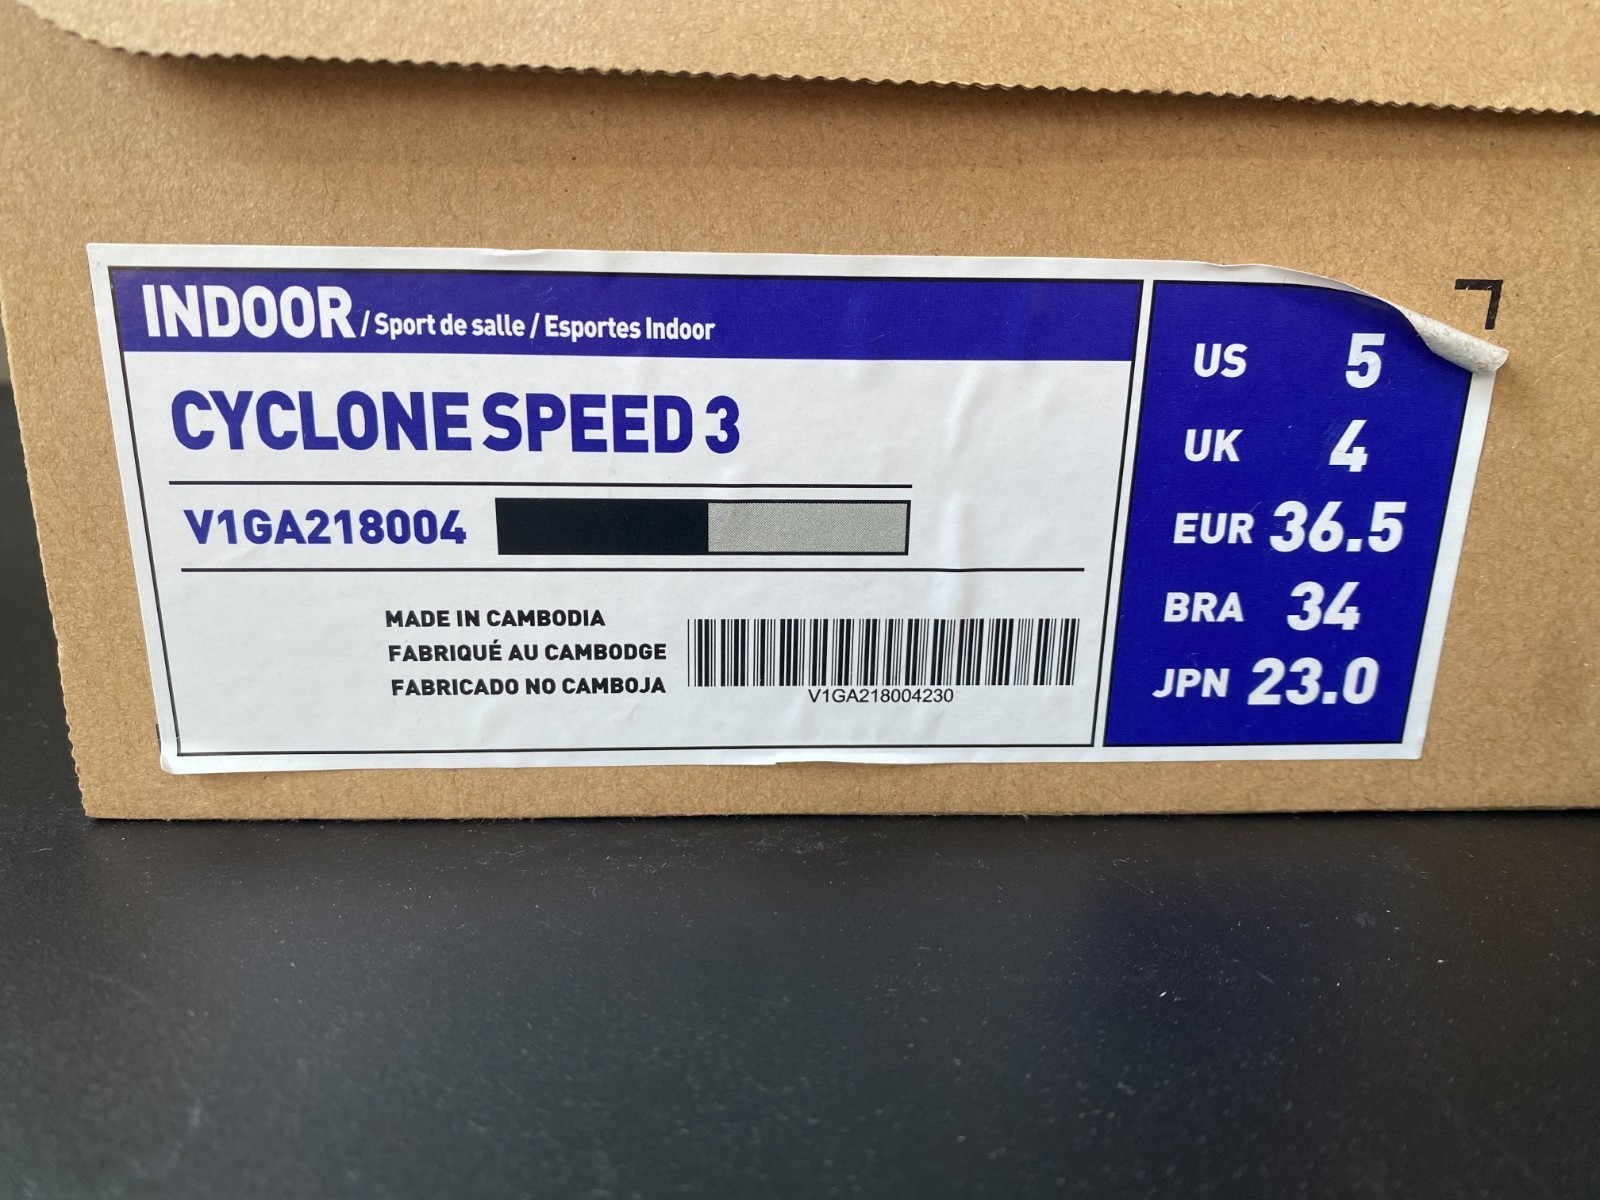 INDOOR / Sport de salle / Esportes Indoor
CYCLONE SPEED 3
V1GA218004
MADE IN CAMBODIA
FABRIQUÉ AU CAMBODGE
FABRICADO NO CAMBOJA
V1GA218004230
US 5
UK 4
EUR 36.5
BRA 34
JPN 23.0